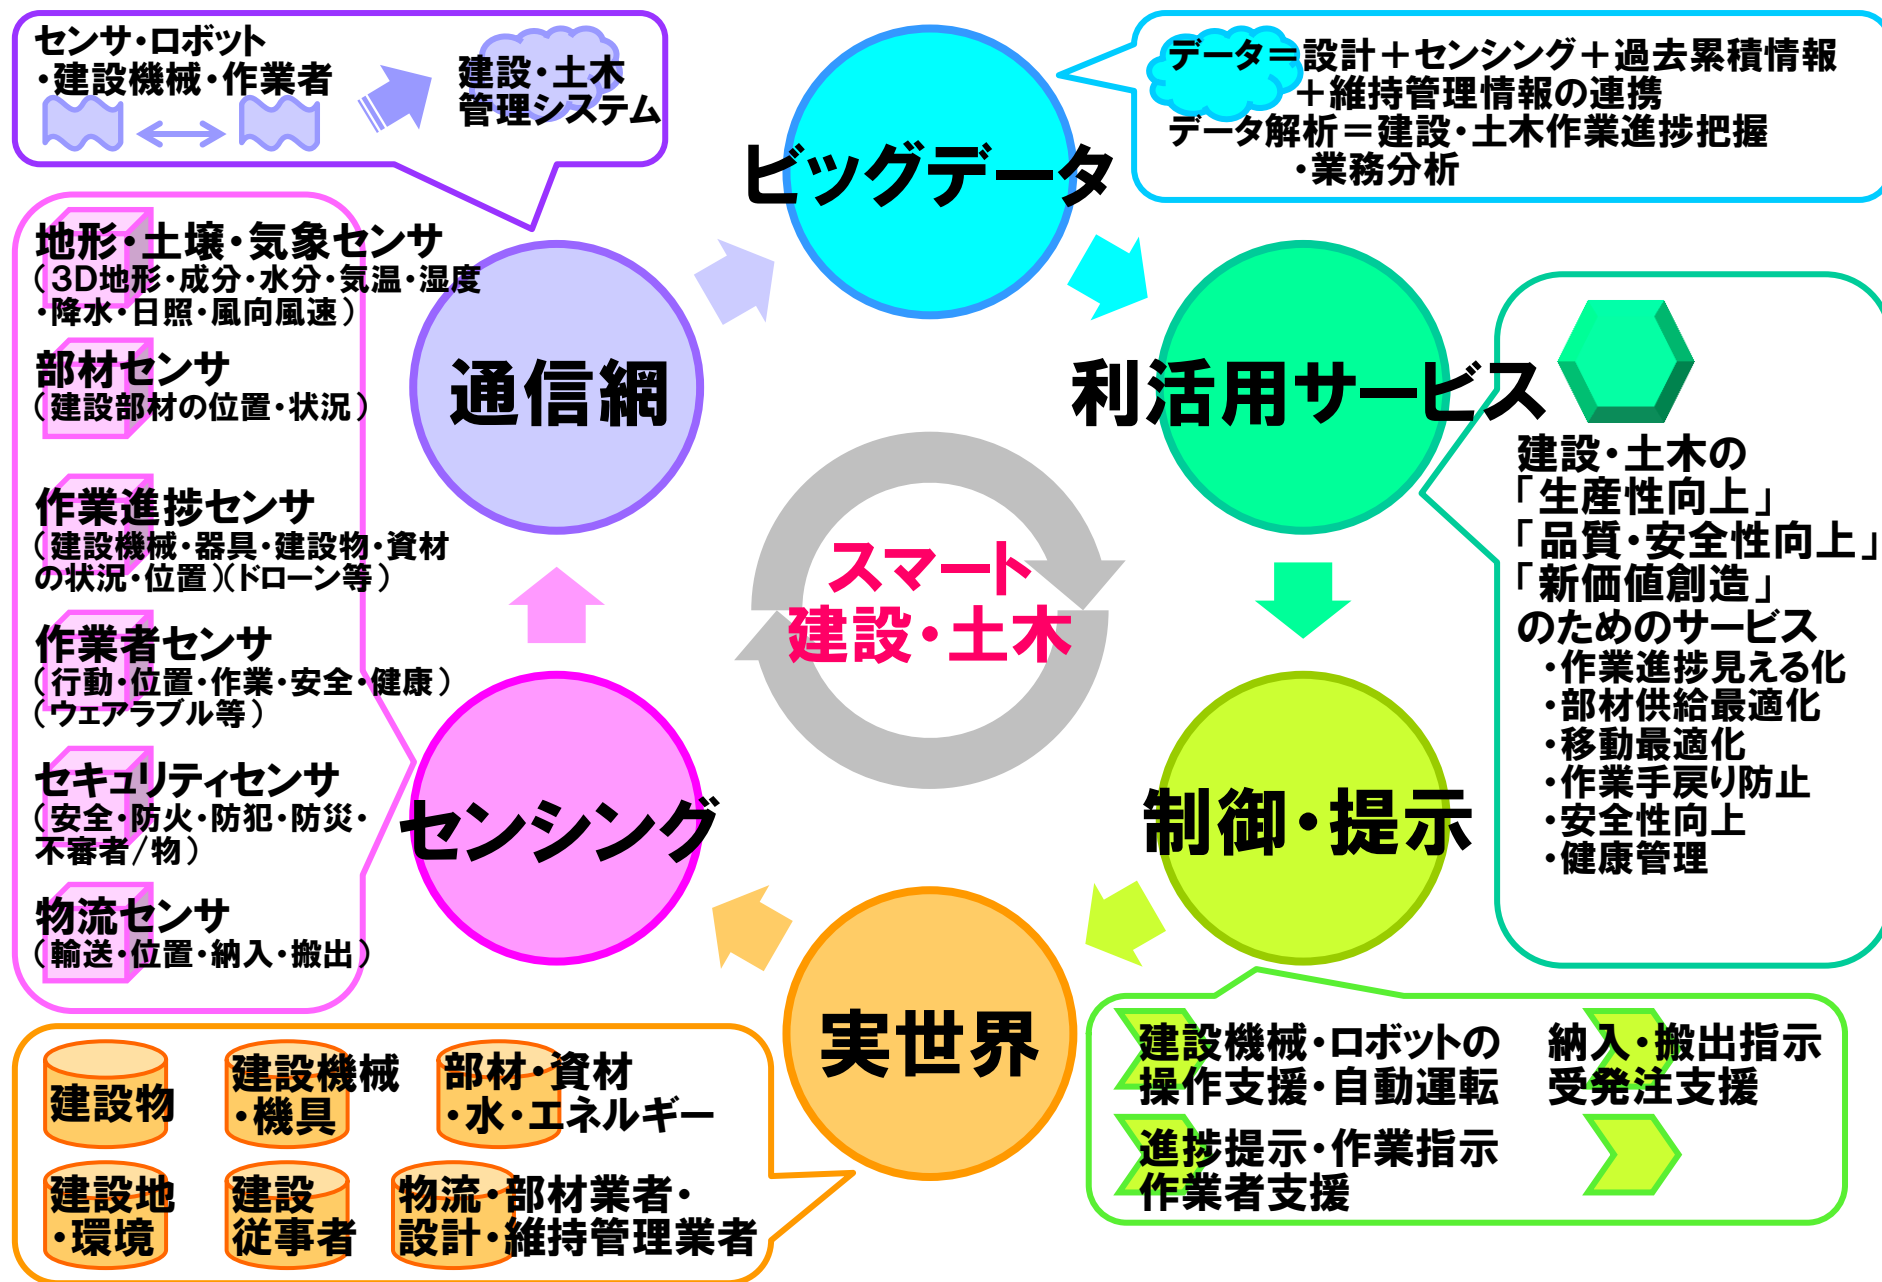 センサ・ロボット
・建設機械・作業者
建設・土木
管理システム
ビッグデータ
データ＝設計＋センシング＋過去累積情報
＋維持管理情報の連携
データ解析＝建設・土木作業進捗把握
・業務分析
地形・土壌・気象センサ
（３D地形・成分・水分・気温・湿度
・降水・日照・風向風速）
部材センサ
（建設部材の位置・状況）
作業進捗センサ
（建設機械・器具・建設物・資材
の状況・位置）（ドローン等）
作業者センサ
（行動・位置・作業・安全・健康）
（ウェアラブル等）
セキュリティセンサ
（安全・防火・防犯・防災・
不審者/物）
物流センサ
（輸送・位置・納入・搬出）
通信網
利活用サービス
建設・土木の
「生産性向上」
「品質・安全性向上」
「新価値創造」
のためのサービス
・作業進捗見える化
・部材供給最適化
・移動最適化
・作業手戻り防止
・安全性向上
・健康管理
スマート
建設・土木
センシング
制御・提示
実世界
建設物
建設機械
・機具
部材・資材
・水・エネルギー
建設地
・環境
建設
従事者
物流・部材業者・
設計・維持管理業者
建設機械・ロボットの
操作支援・自動運転
納入・搬出指示
受発注支援
進捗提示・作業指示
作業者支援